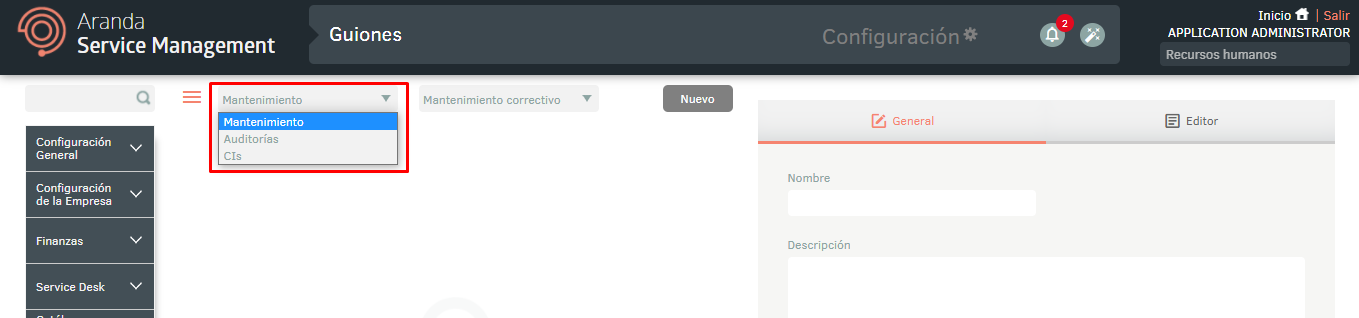 Aranda
Service Management
Guiones
Configuración
2
Inicio | Salir
APPLICATION ADMINISTRATOR
Recursos humanos
Mantenimiento
Mantenimiento correctivo
Nuevo
Mantenimiento
Auditorías
CIs
Configuración
General
Configuración
de la Empresa
Finanzas
Service Desk
General
Editor
Nombre
Descripción